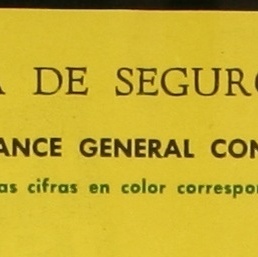 A DE SEGURO
ANCE GENERAL CON
as cifras en color correspon